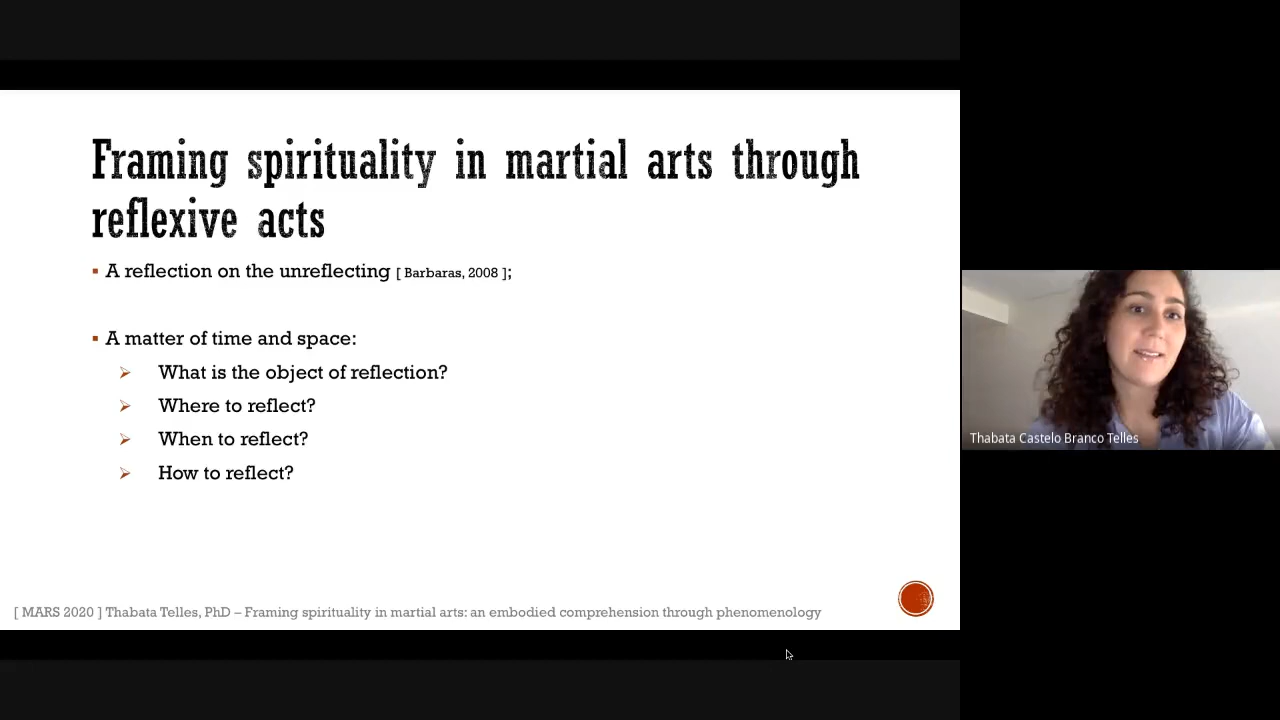 Framing spirituality in martial arts through
reflexive acts
▪ A reflection on the unreflecting [ Barbaras, 2008 ];
▪ A matter of time and space:
➢ What is the object of reflection?
➢ Where to reflect?
➢ When to reflect?
➢ How to reflect?
Thabata Castelo Branco Telles
[ MARS 2020 ] Thabata Telles, PhD – Framing spirituality in martial arts: an embodied comprehension through phenomenology